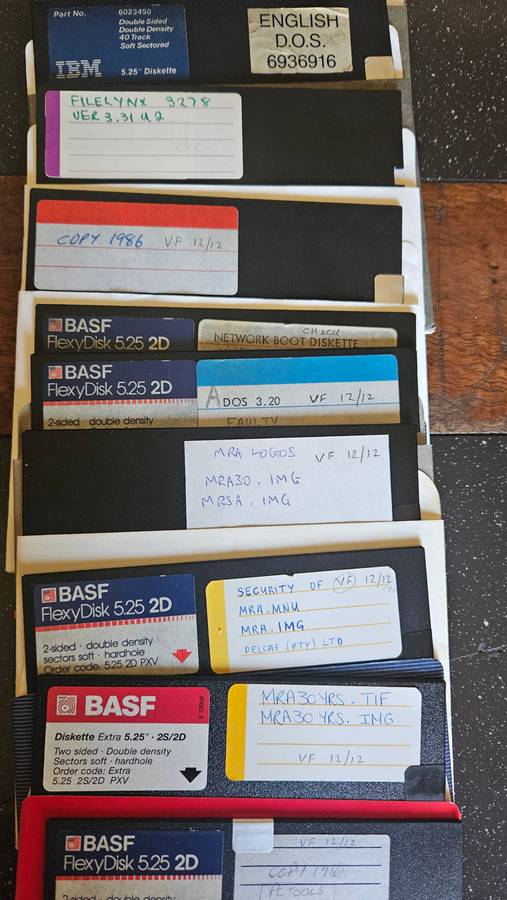 Part No. 6023450
Double Sided
Double Density
40 Track
Soft Sectored
IBM 5.25" Diskette
ENGLISH
D.O.S.
6936916
FILELYNX 3278
VER 3.31 U2
COPY 1986 VF 12/12
BASF
FlexyDisk 5.25 2D
NETWORK BOOT DISKETTE
BASF
FlexyDisk 5.25 2D
2-sided · double density
A DOS 3.20 VF 12/12
FAULTY
MRA LOGOS VF 12/12
MRA30.IMG
MRSA.IMG
BASF
FlexyDisk 5.25 2D
2-sided · double density
sectors soft · hardhole
Order code: 5.25 2D PXV
SECURITY OF VF 12/12
MRA.MNU
MRA.IMG
DELCAS (PTY) LTD
BASF
Diskette Extra 5.25" · 2S/2D
Two sided · Double density
Sectors soft · hardhole
Order code: Extra
5.25 2S/2D PXV
MRA30YRS.TIF
MRA30YRS.IMG
VF 12/12
BASF
FlexyDisk 5.25 2D
2-sided · double density
VF 12/12
COPY 1986
PCTOOLS